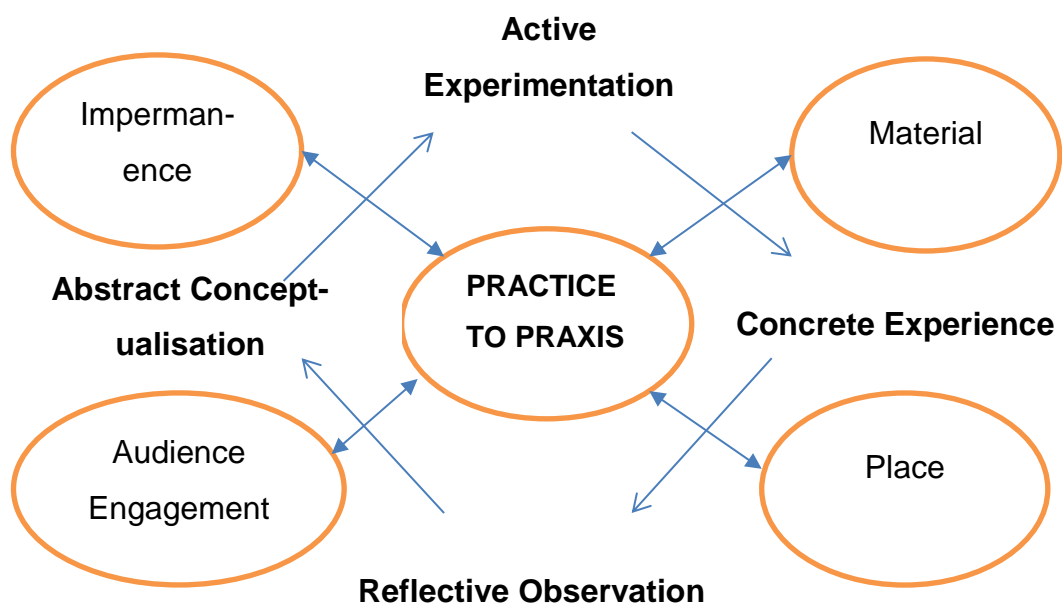 Active
Experimentation
Imperman-
ence
Material
PRACTICE
TO PRAXIS
Abstract Concept-
ualisation
Concrete Experience
Audience
Engagement
Place
Reflective Observation